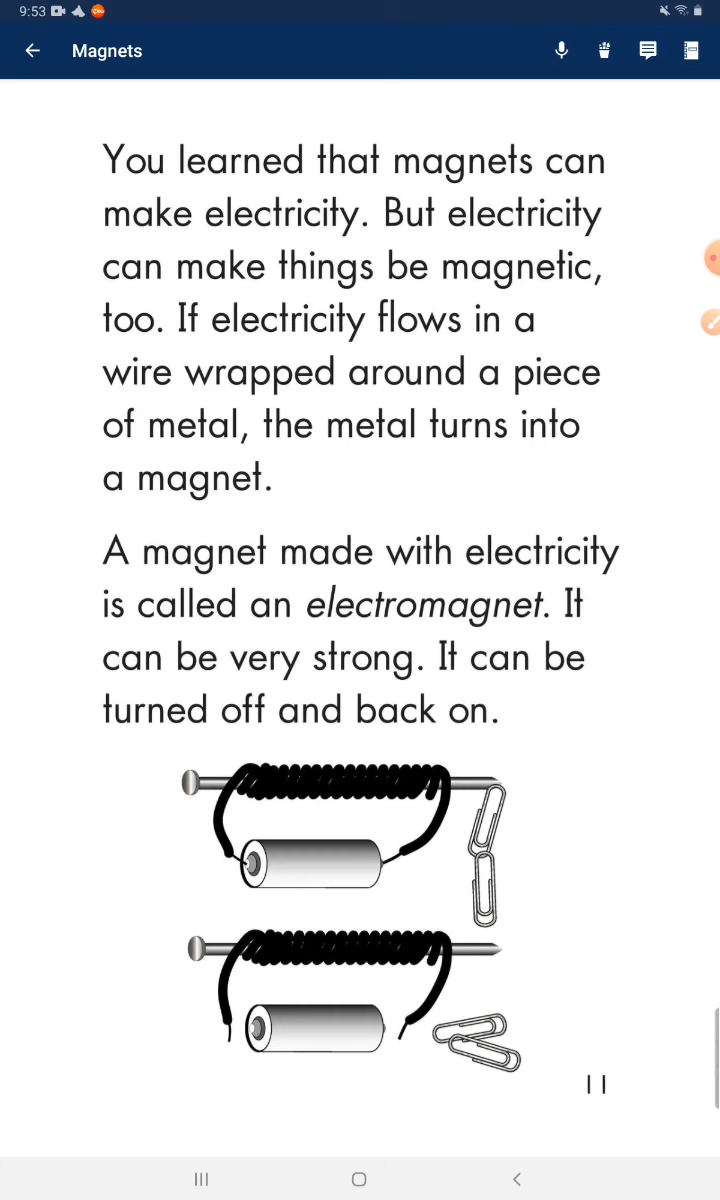 9:53
Magnets
You learned that magnets can
make electricity. But electricity
can make things be magnetic,
too. If electricity flows in a
wire wrapped around a piece
of metal, the metal turns into
a magnet.
A magnet made with electricity
is called an electromagnet. It
can be very strong. It can be
turned off and back on.
11